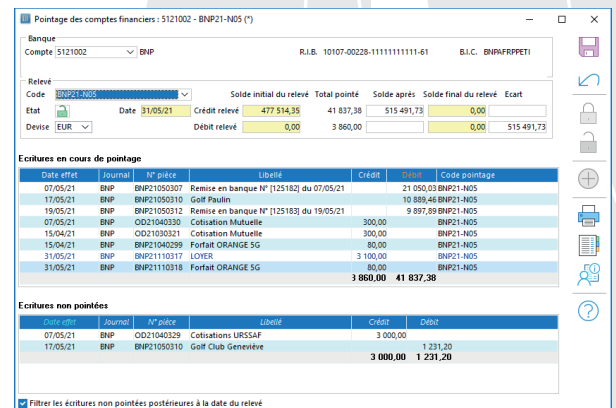 Pointage des comptes financiers : 5121002 - BNP21-N05 (*)
Banque
Compte 5121002 BNP R.I.B. 10107-00228-11111111111-61 B.I.C. BNPAFRPPETI
Relevé
Code BNP21-N05 Solde initial du relevé Total pointé Solde après Solde final du relevé Ecart
Etat Date 31/05/21 Crédit relevé 477 514,35 41 837,38 515 491,73 0,00
Devise EUR Débit relevé 0,00 3 860,00 0,00 515 491,73
Ecritures en cours de pointage
Date effet Journal N° pièce Libellé Crédit Débit Code pointage
07/05/21 BNP BNP21050307 Remise en banque N° [125182] du 07/05/21 21 050,03 BNP21-N05
17/05/21 BNP BNP21050310 Golf Paulin 10 889,46 BNP21-N05
19/05/21 BNP BNP21050312 Remise en banque N° [125183] du 19/05/21 9 897,89 BNP21-N05
07/05/21 BNP OD21040330 Cotisation Mutuelle 300,00 BNP21-N05
15/04/21 BNP OD21030321 Cotisation Mutuelle 300,00 BNP21-N05
15/04/21 BNP BNP21040299 Forfait ORANGE 5G 80,00 BNP21-N05
31/05/21 BNP BNP21110317 LOYER 3 100,00 BNP21-N05
31/05/21 BNP BNP21110318 Forfait ORANGE 5G 80,00 BNP21-N05
3 860,00 41 837,38
Ecritures non pointées
Date effet Journal N° pièce Libellé Crédit Débit
07/05/21 BNP OD21040329 Cotisations URSSAF 3 000,00
17/05/21 BNP BNP21050310 Golf Club Geneviève 1 231,20
3 000,00 1 231,20
Filtrer les écritures non pointées postérieures à la date du relevé